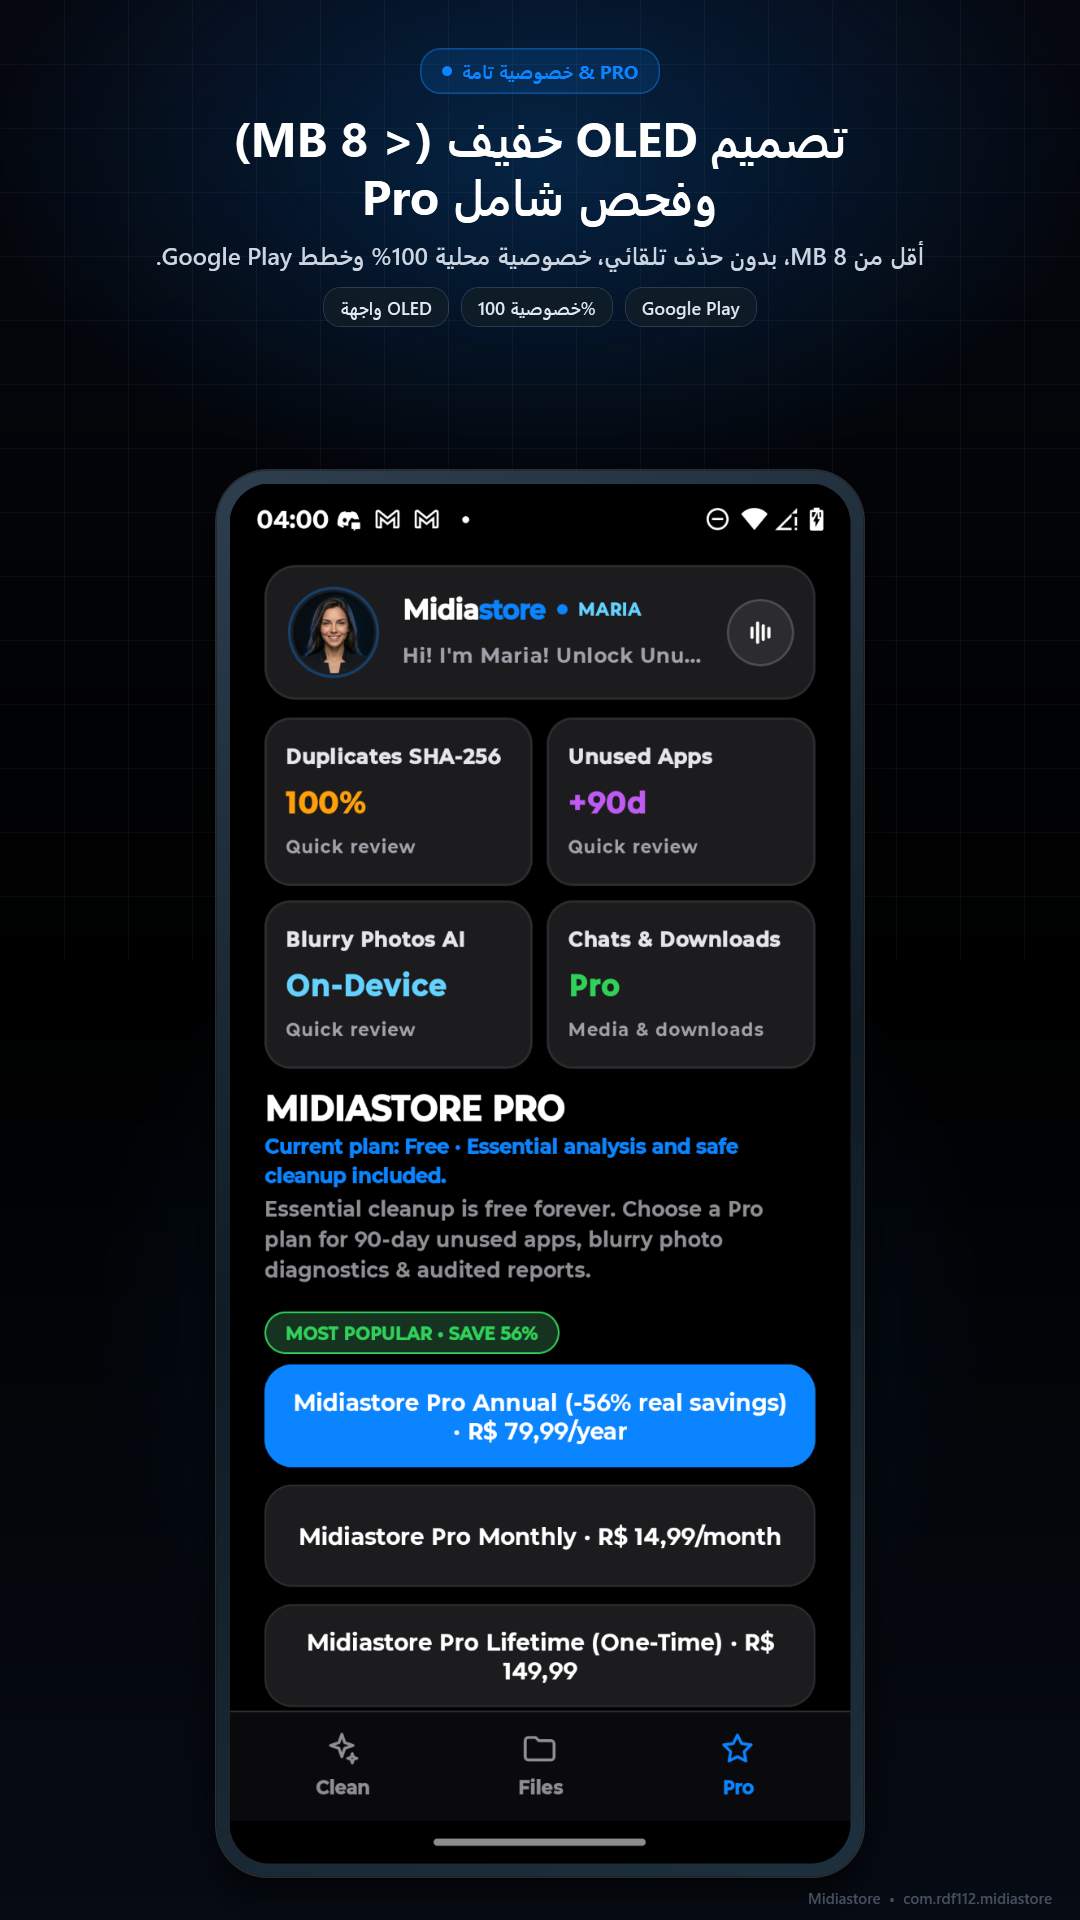 PRO & خصوصية تامة
تصميم OLED خفيف (< 8 MB)
وفحص شامل Pro
أقل من 8 MB، بدون حذف تلقائي، خصوصية محلية 100% وخطط Google Play.
واجهة OLED
خصوصية 100%
Google Play
04:00
Midiastore • MARIA
Hi! I'm Maria! Unlock Unu...
Duplicates SHA-256
100%
Quick review
Unused Apps
+90d
Quick review
Blurry Photos AI
On-Device
Quick review
Chats & Downloads
Pro
Media & downloads
MIDIASTORE PRO
Current plan: Free · Essential analysis and safe
cleanup included.
Essential cleanup is free forever. Choose a Pro
plan for 90-day unused apps, blurry photo
diagnostics & audited reports.
MOST POPULAR • SAVE 56%
Midiastore Pro Annual (-56% real savings)
· R$ 79,99/year
Midiastore Pro Monthly · R$ 14,99/month
Midiastore Pro Lifetime (One-Time) · R$
149,99
Clean
Files
Pro
Midiastore • com.rdf112.midiastore